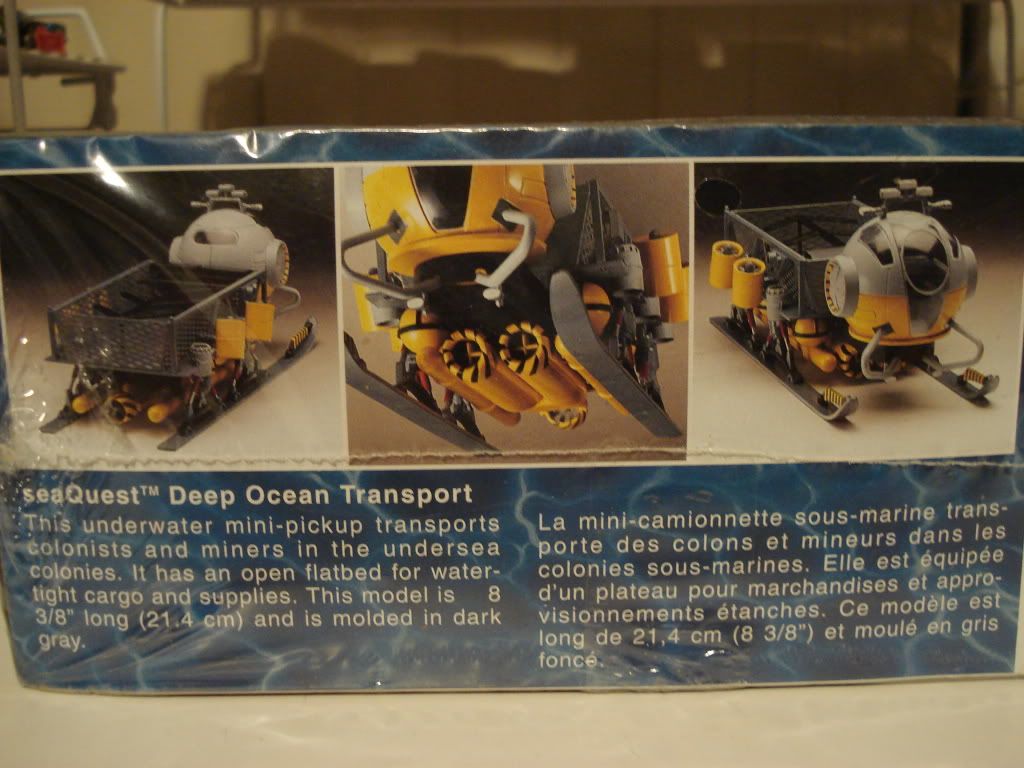 seaQuest™ Deep Ocean Transport
This underwater mini-pickup transports
colonists and miners in the undersea
colonies. It has an open flatbed for water-
tight cargo and supplies. This model is 8
3/8" long (21.4 cm) and is molded in dark
gray.
La mini-camionnette sous-marine trans-
porte des colons et mineurs dans les
colonies sous-marines. Elle est équipée
d'un plateau pour marchandises et appro-
visionnements étanches. Ce modèle est
long de 21,4 cm (8 3/8") et moulé en gris
foncé.